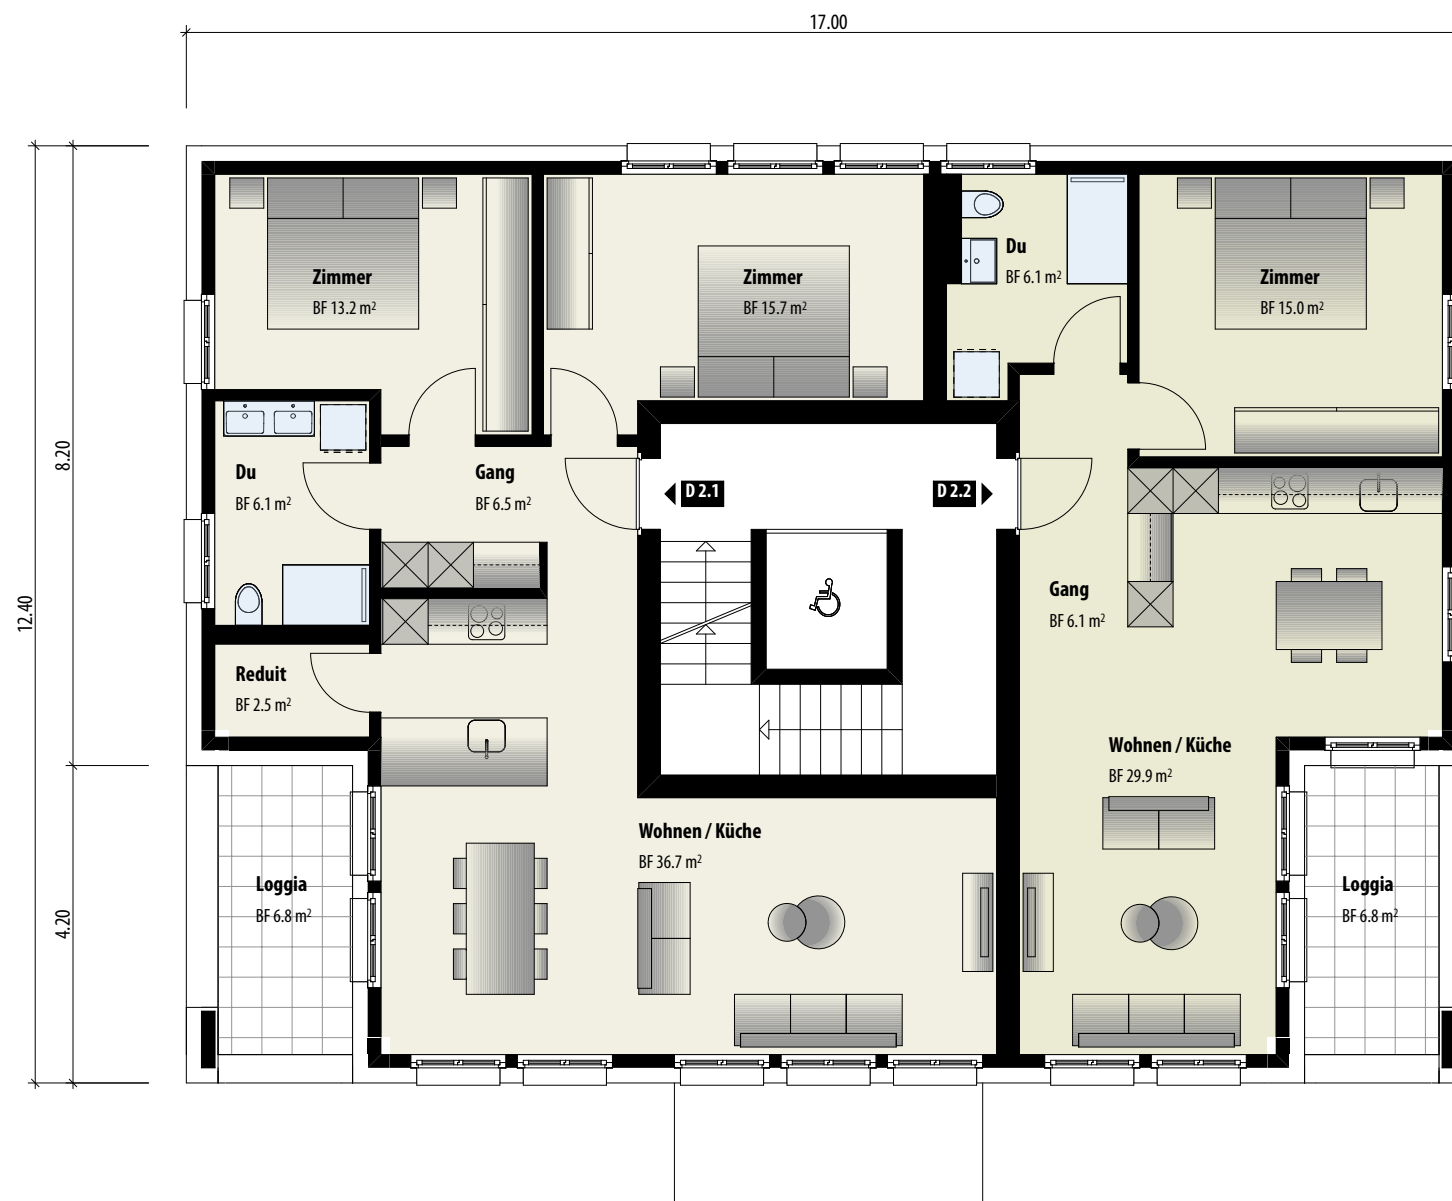 17.00
12.40
8.20
4.20
Zimmer
BF 13.2 m²
Zimmer
BF 15.7 m²
Du
BF 6.1 m²
Zimmer
BF 15.0 m²
Du
BF 6.1 m²
Gang
BF 6.5 m²
D 2.1
D 2.2
Gang
BF 6.1 m²
Reduit
BF 2.5 m²
Wohnen / Küche
BF 29.9 m²
Wohnen / Küche
BF 36.7 m²
Loggia
BF 6.8 m²
Loggia
BF 6.8 m²